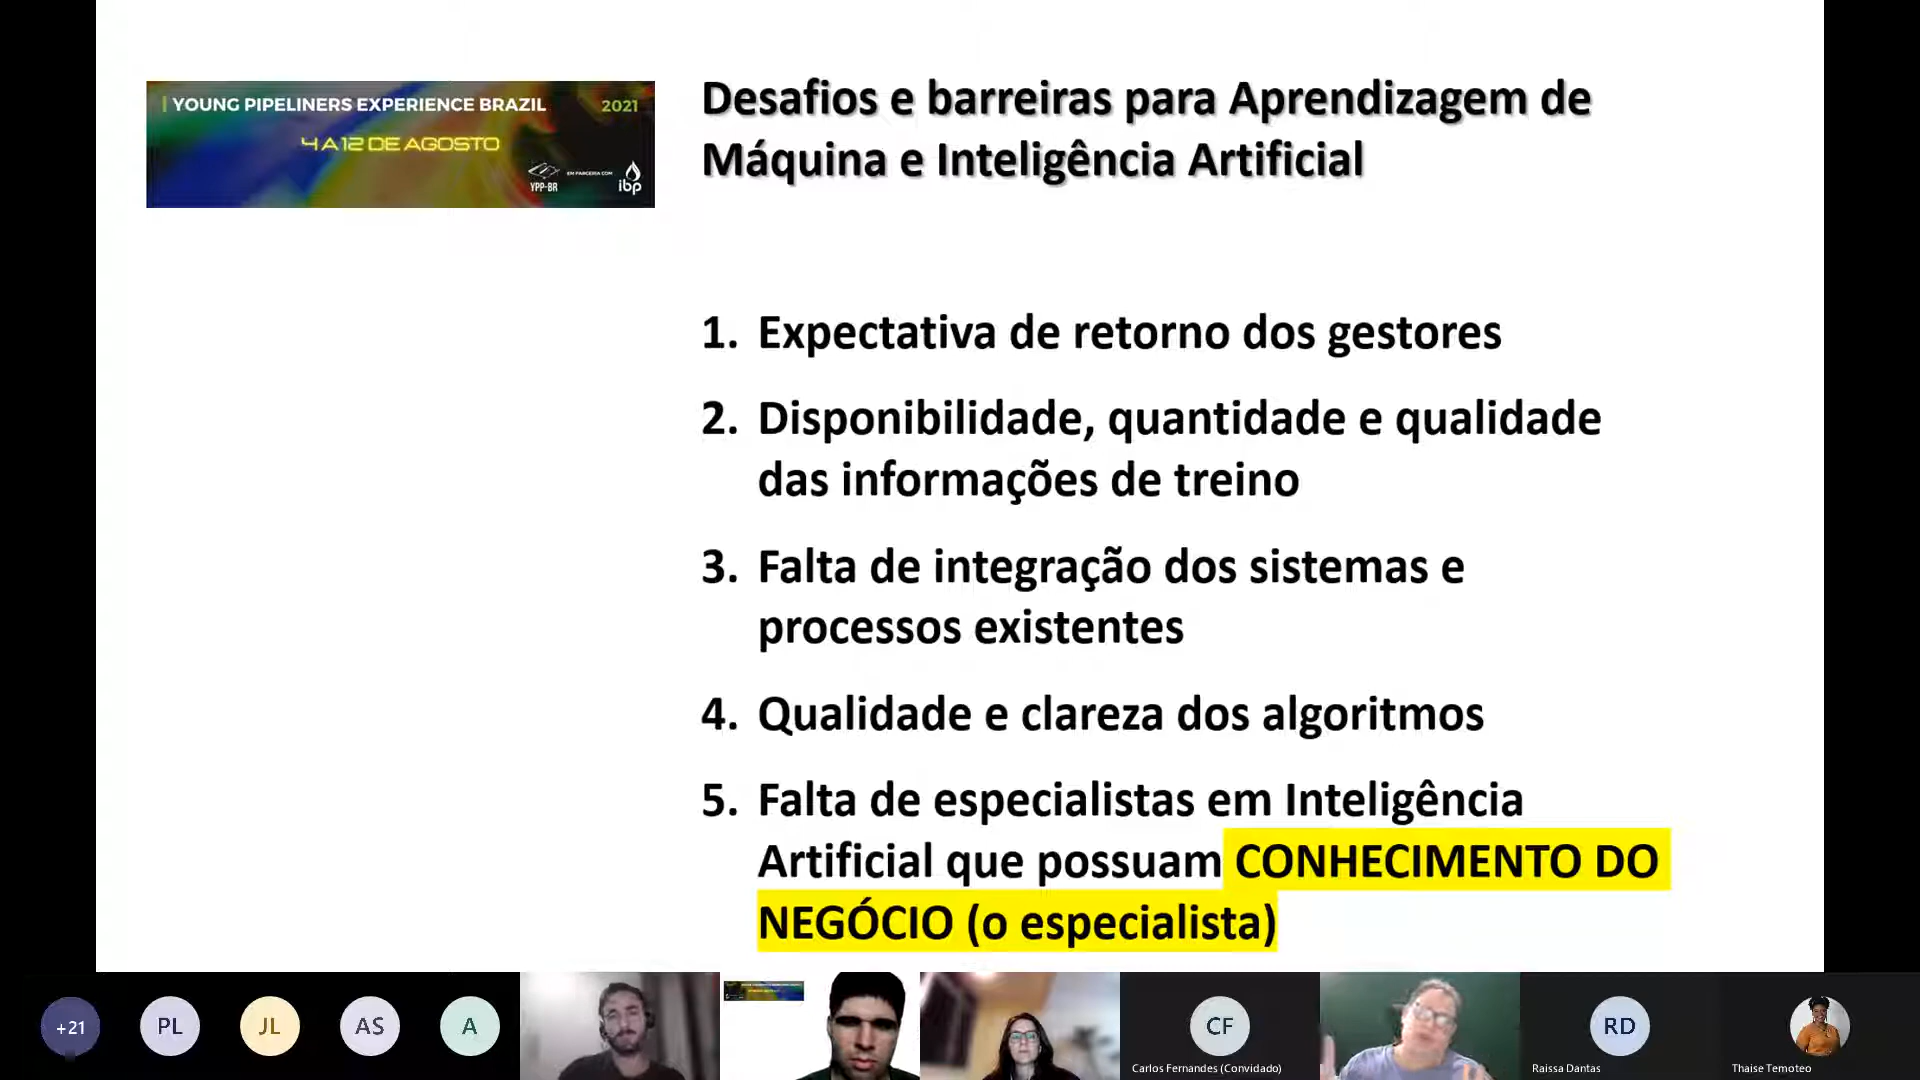 YOUNG PIPELINERS EXPERIENCE BRAZIL 2021
4 A 12 DE AGOSTO
YPP-BR
EM PARCERIA COM
ibp
Desafios e barreiras para Aprendizagem de
Máquina e Inteligência Artificial
1. Expectativa de retorno dos gestores
2. Disponibilidade, quantidade e qualidade
das informações de treino
3. Falta de integração dos sistemas e
processos existentes
4. Qualidade e clareza dos algoritmos
5. Falta de especialistas em Inteligência
Artificial que possuam CONHECIMENTO DO
NEGÓCIO (o especialista)
+21
PL
JL
AS
A
CF
Carlos Fernandes (Convidado)
RD
Raissa Dantas
Thaise Temoteo